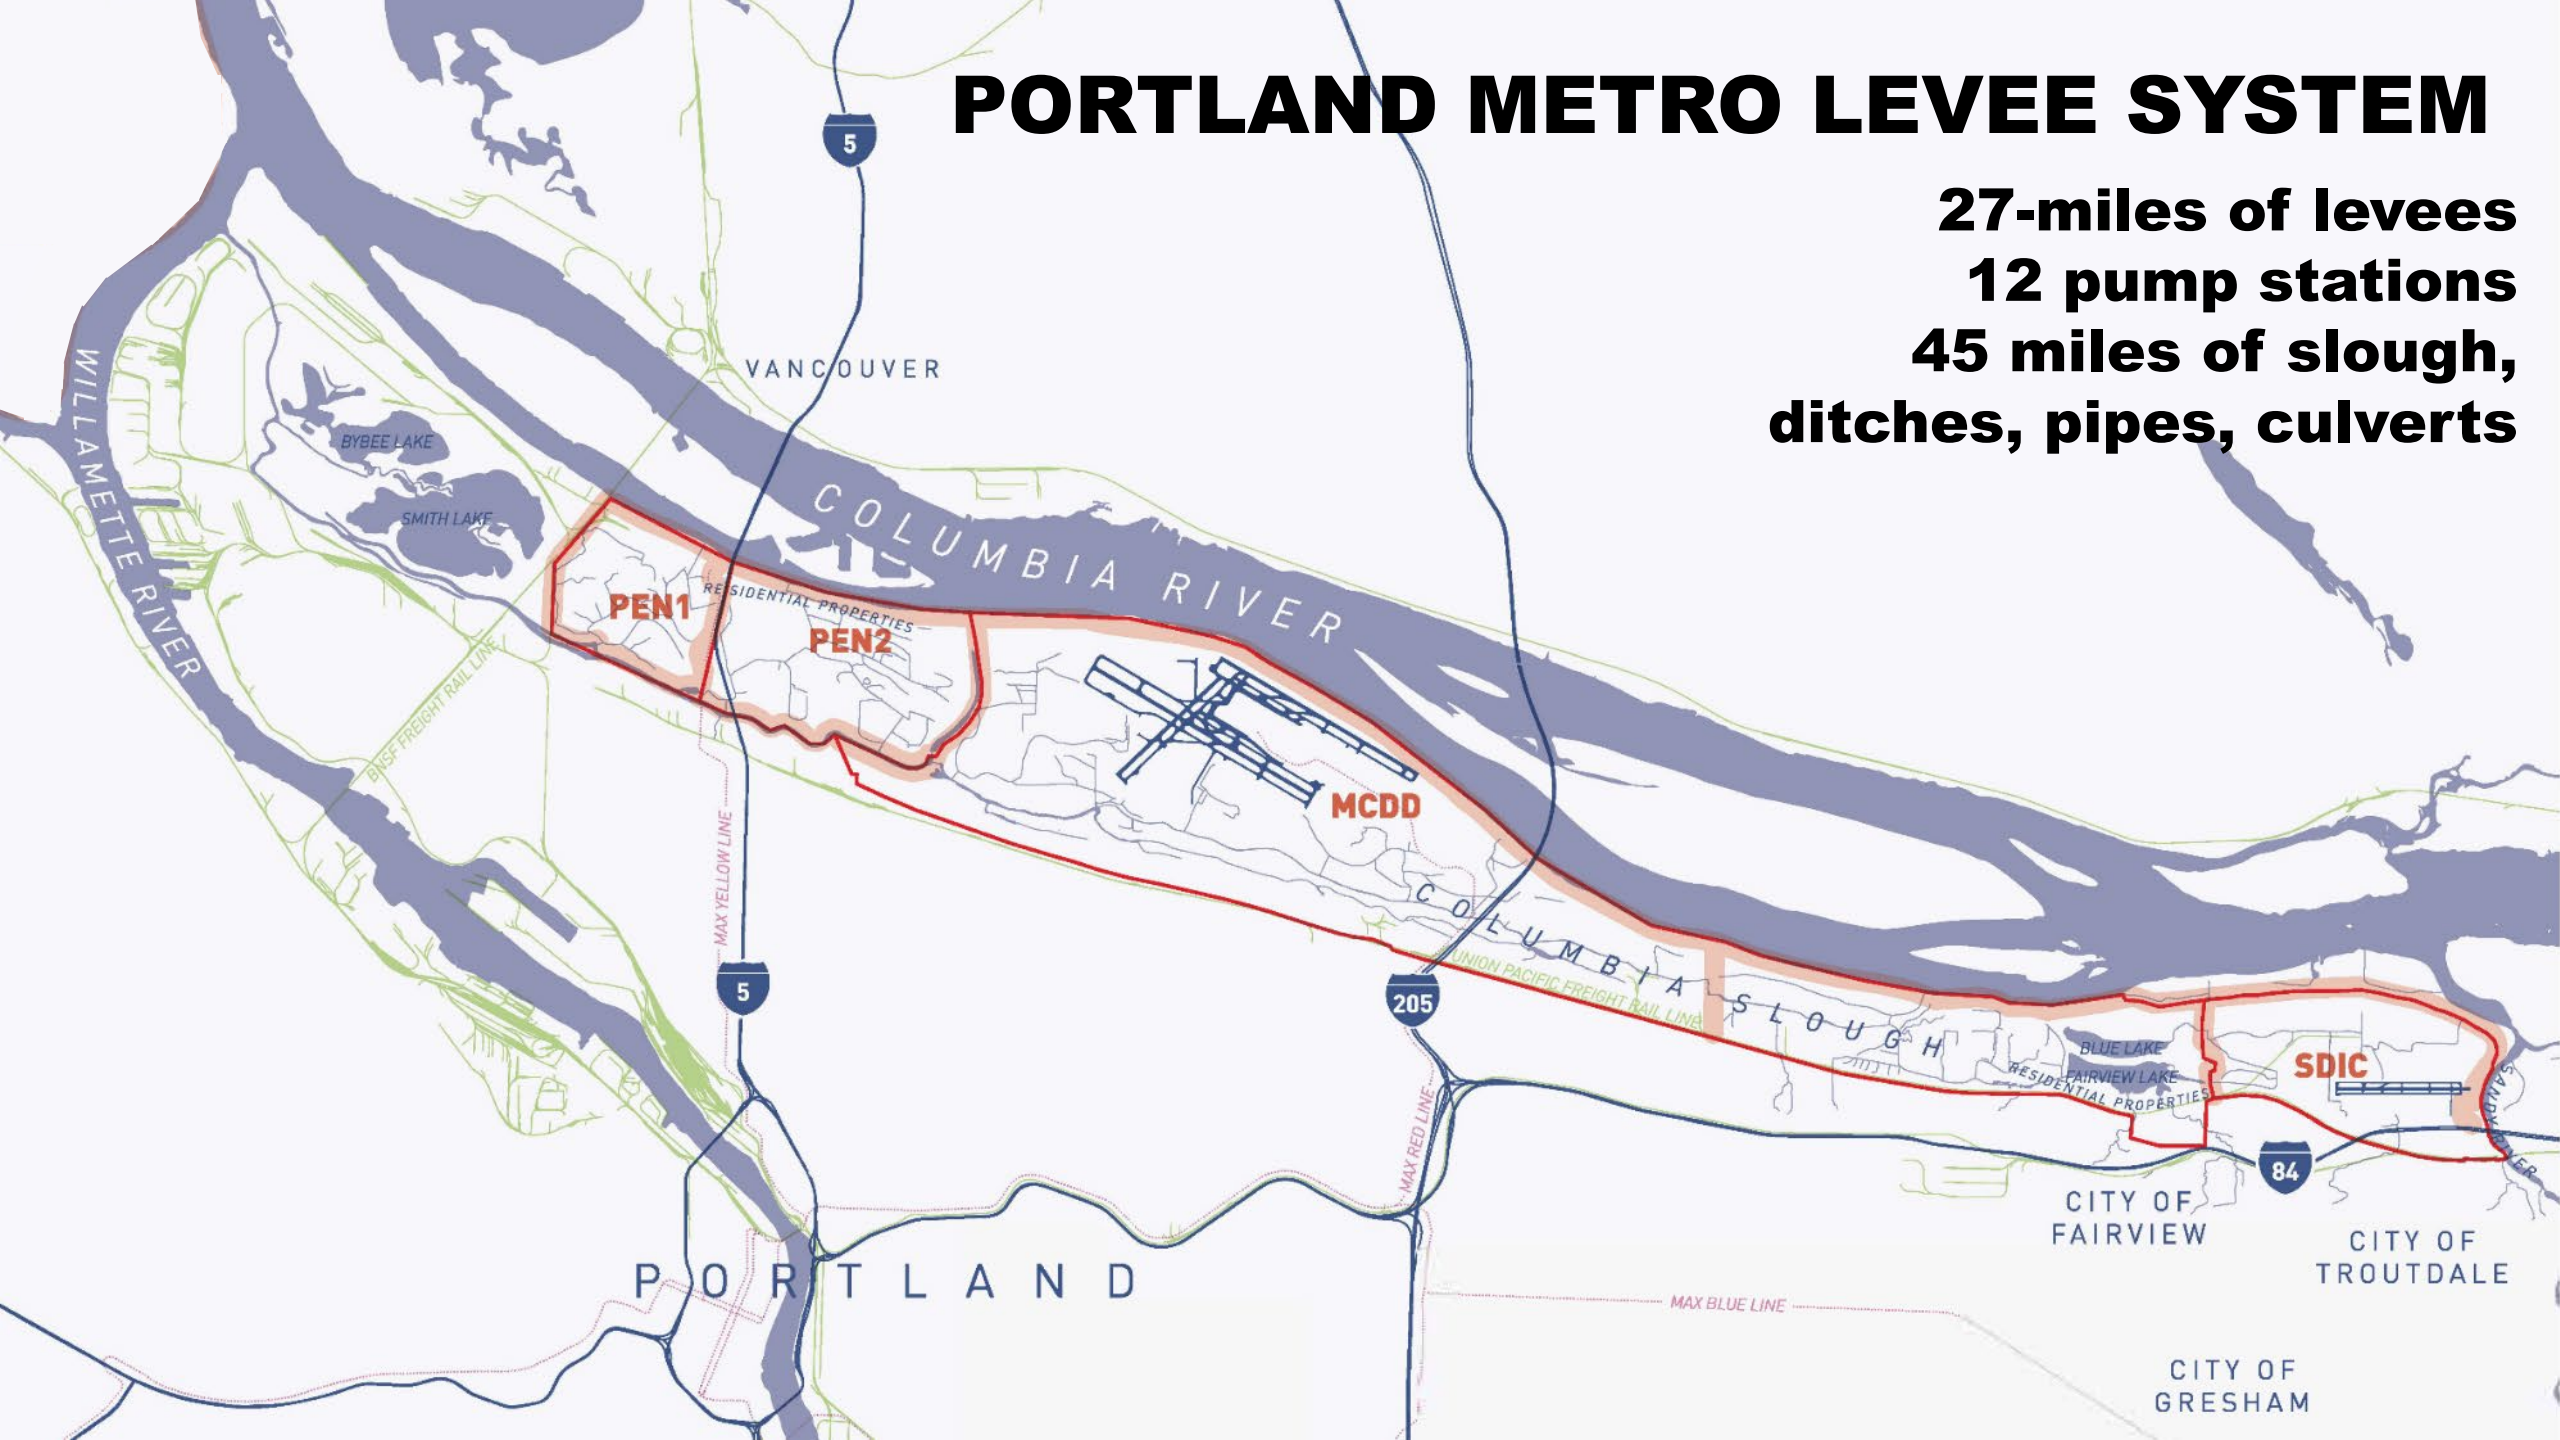 PORTLAND METRO LEVEE SYSTEM
27-miles of levees
12 pump stations
45 miles of slough,
ditches, pipes, culverts
5
VANCOUVER
WILLAMETTE RIVER
BYBEE LAKE
SMITH LAKE
COLUMBIA RIVER
PEN1
RESIDENTIAL PROPERTIES
PEN2
BNSF FREIGHT RAIL LINE
MCDD
MAX YELLOW LINE
COLUMBIA SLOUGH
UNION PACIFIC FREIGHT RAIL LINE
5
205
BLUE LAKE
FAIRVIEW LAKE
RESIDENTIAL PROPERTIES
SDIC
SANDY RIVER
MAX RED LINE
84
CITY OF
FAIRVIEW
CITY OF
TROUTDALE
PORTLAND
MAX BLUE LINE
CITY OF
GRESHAM